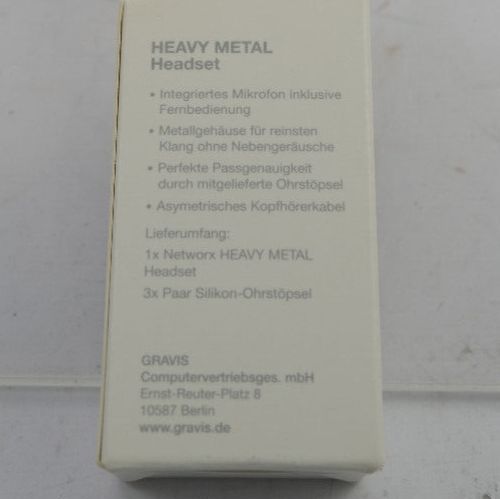 HEAVY METAL
Headset
• Integriertes Mikrofon inklusive
Fernbedienung
• Metallgehäuse für reinsten
Klang ohne Nebengeräusche
• Perfekte Passgenauigkeit
durch mitgelieferte Ohrstöpsel
• Asymetrisches Kopfhörerkabel
Lieferumfang:
1x Networx HEAVY METAL
Headset
3x Paar Silikon-Ohrstöpsel
GRAVIS
Computervertriebsges. mbH
Ernst-Reuter-Platz 8
10587 Berlin
www.gravis.de